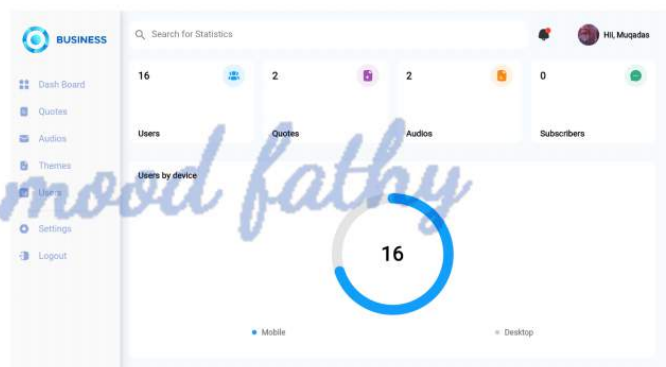 BUSINESS
Search for Statistics
Hii, Muqadas
Dash Board
Quotes
Audios
Themes
Users
Settings
Logout
16
2
2
0
Users
Quotes
Audios
Subscribers
Users by device
16
Mobile
Desktop
mood fathy